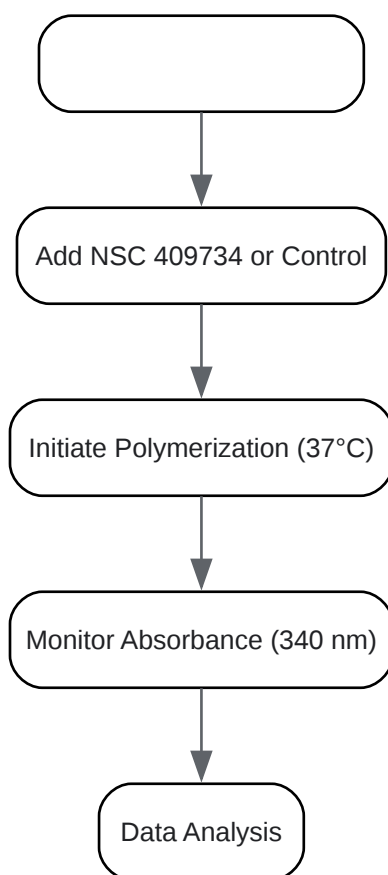 Add NSC 409734 or Control
Initiate Polymerization (37°C)
Monitor Absorbance (340 nm)
Data Analysis